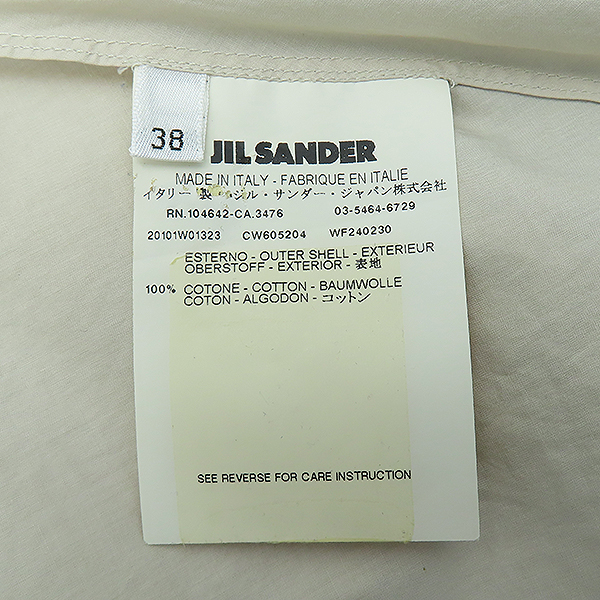 38
JIL SANDER
MADE IN ITALY - FABRIQUE EN ITALIE
イタリー 製 ジル・サンダー・ジャパン株式会社
RN.104642-CA.3476 03-5464-6729
20101W01323 CW605204 WF240230
ESTERNO - OUTER SHELL - EXTERIEUR
OBERSTOFF - EXTERIOR - 表地
100% COTONE - COTTON - BAUMWOLLE
COTON - ALGODON - コットン
SEE REVERSE FOR CARE INSTRUCTION